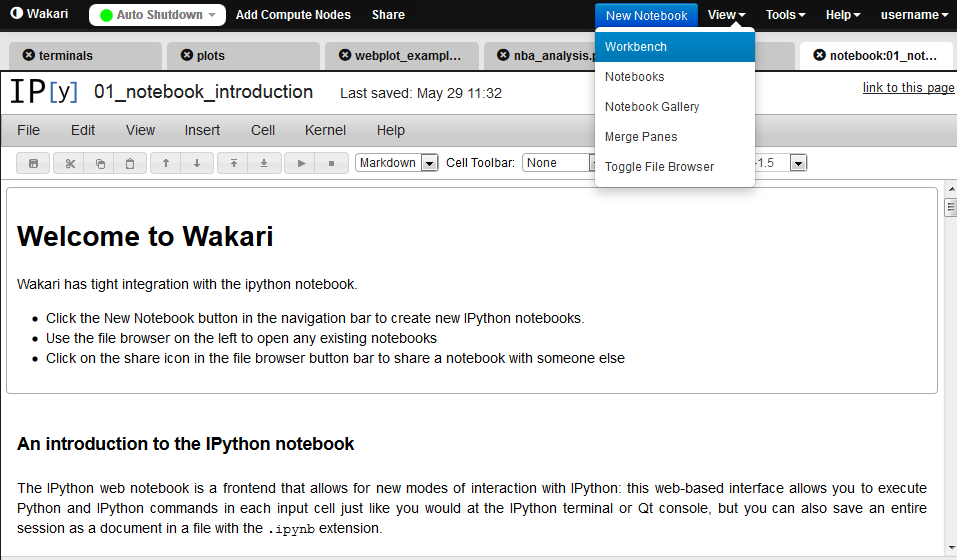 Wakari Auto Shutdown Add Compute Nodes Share New Notebook View Tools Help username
terminals plots webplot_exampl... nba_analysis.p notebook:01_not...
Workbench
Notebooks
Notebook Gallery
Merge Panes
Toggle File Browser
IP[y] 01_notebook_introduction Last saved: May 29 11:32 link to this page
File Edit View Insert Cell Kernel Help
Markdown Cell Toolbar: None -1.5
Welcome to Wakari
Wakari has tight integration with the ipython notebook.
• Click the New Notebook button in the navigation bar to create new IPython notebooks.
• Use the file browser on the left to open any existing notebooks
• Click on the share icon in the file browser button bar to share a notebook with someone else
An introduction to the IPython notebook
The IPython web notebook is a frontend that allows for new modes of interaction with IPython: this web-based interface allows you to execute
Python and IPython commands in each input cell just like you would at the IPython terminal or Qt console, but you can also save an entire
session as a document in a file with the .ipynb extension.